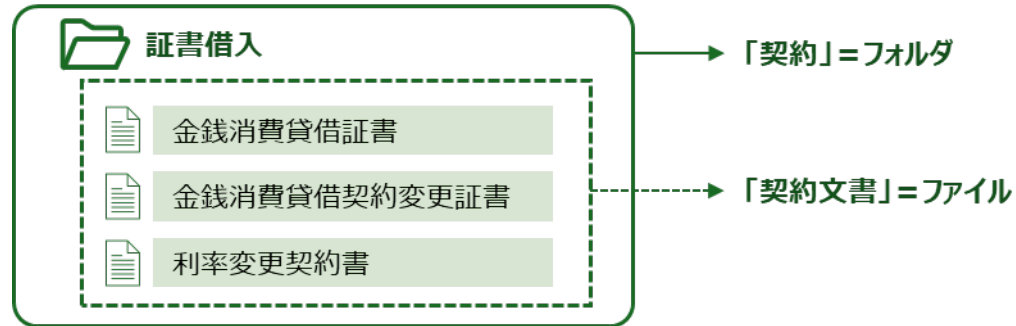 証書借入
「契約」=フォルダ
金銭消費貸借証書
金銭消費貸借契約変更証書
「契約文書」=ファイル
利率変更契約書